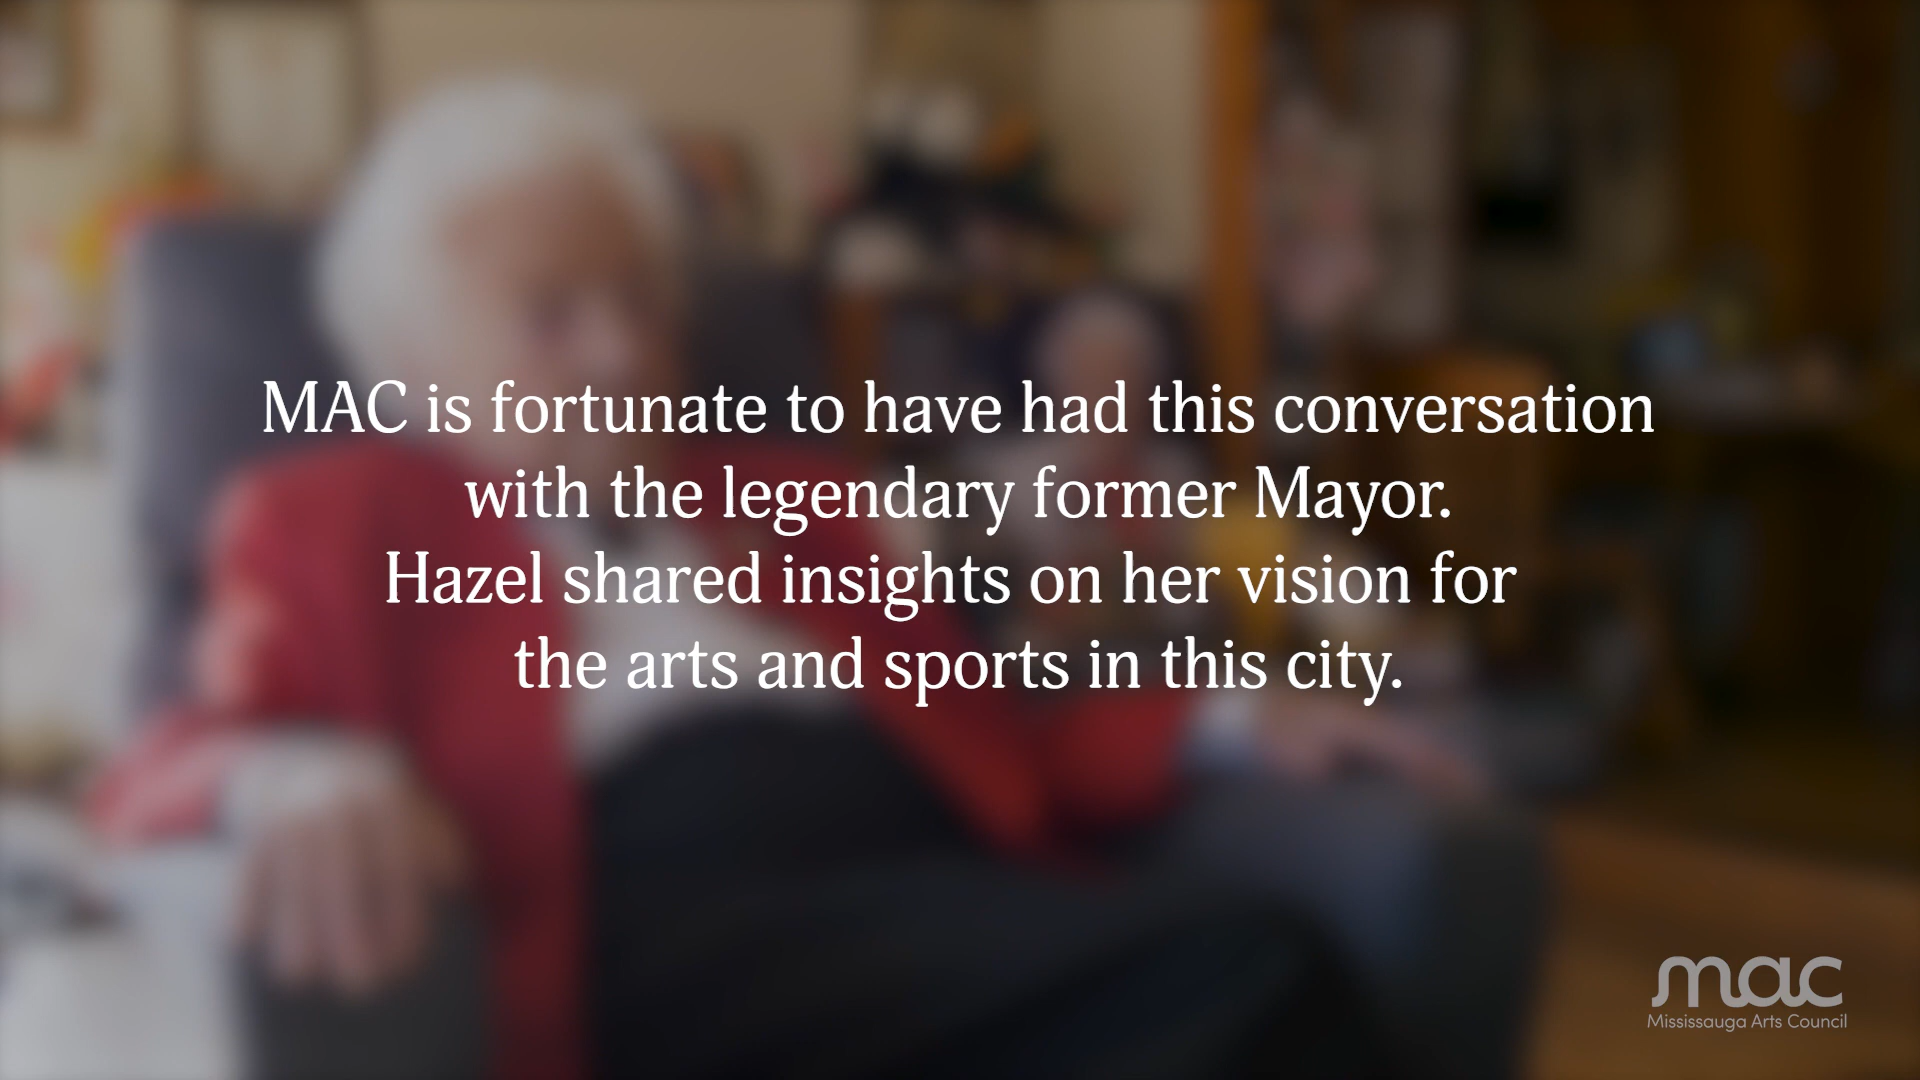 MAC is fortunate to have had this conversation
with the legendary former Mayor.
Hazel shared insights on her vision for
the arts and sports in this city.
mac
Mississauga Arts Council